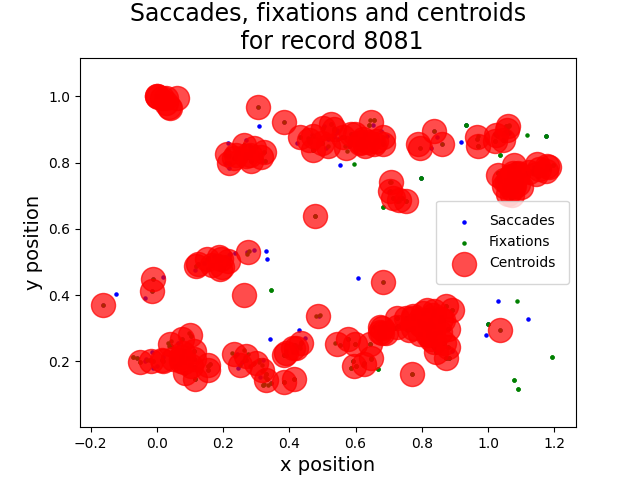 Saccades, fixations and centroids
for record 8081
y position
1.0
0.8
0.6
0.4
0.2
Saccades
Fixations
Centroids
−0.2 0.0 0.2 0.4 0.6 0.8 1.0 1.2
x position